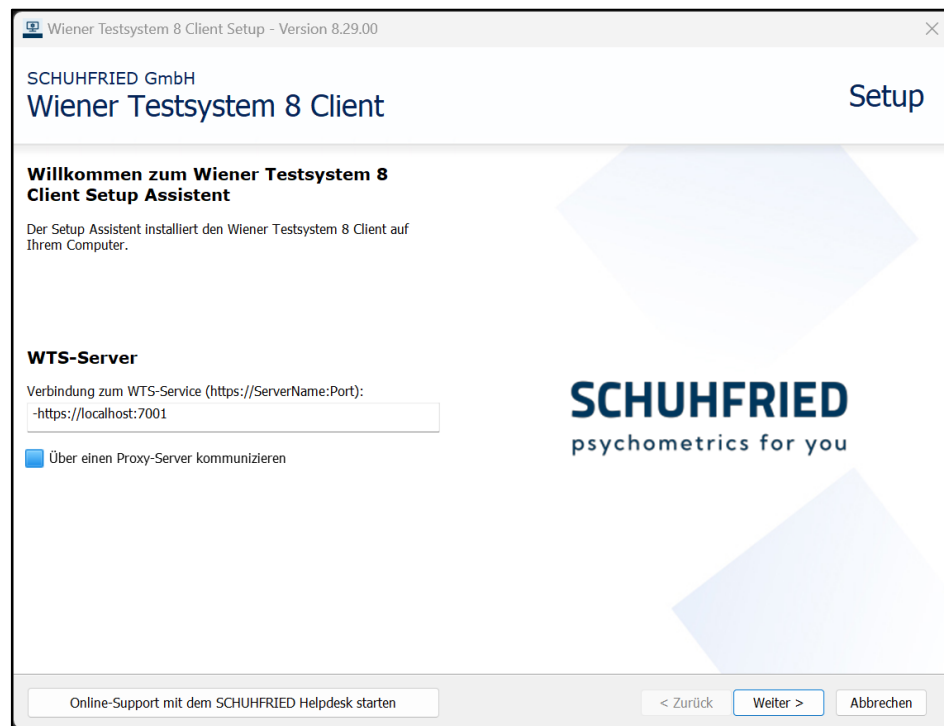 Wiener Testsystem 8 Client Setup - Version 8.29.00
SCHUHFRIED GmbH
Wiener Testsystem 8 Client
Setup
Willkommen zum Wiener Testsystem 8
Client Setup Assistent
Der Setup Assistent installiert den Wiener Testsystem 8 Client auf
Ihrem Computer.
WTS-Server
Verbindung zum WTS-Service (https://ServerName:Port):
-https://localhost:7001
Über einen Proxy-Server kommunizieren
SCHUHFRIED
psychometrics for you
Online-Support mit dem SCHUHFRIED Helpdesk starten
< Zurück
Weiter >
Abbrechen